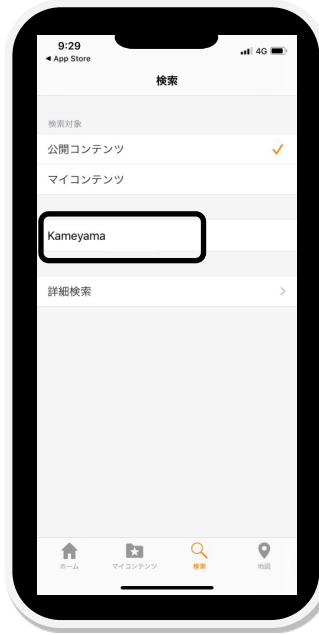 9:29
◀ App Store
4G
検索
検索対象
公開コンテンツ
マイコンテンツ
Kameyama
詳細検索
ホーム マイコンテンツ 検索 地図